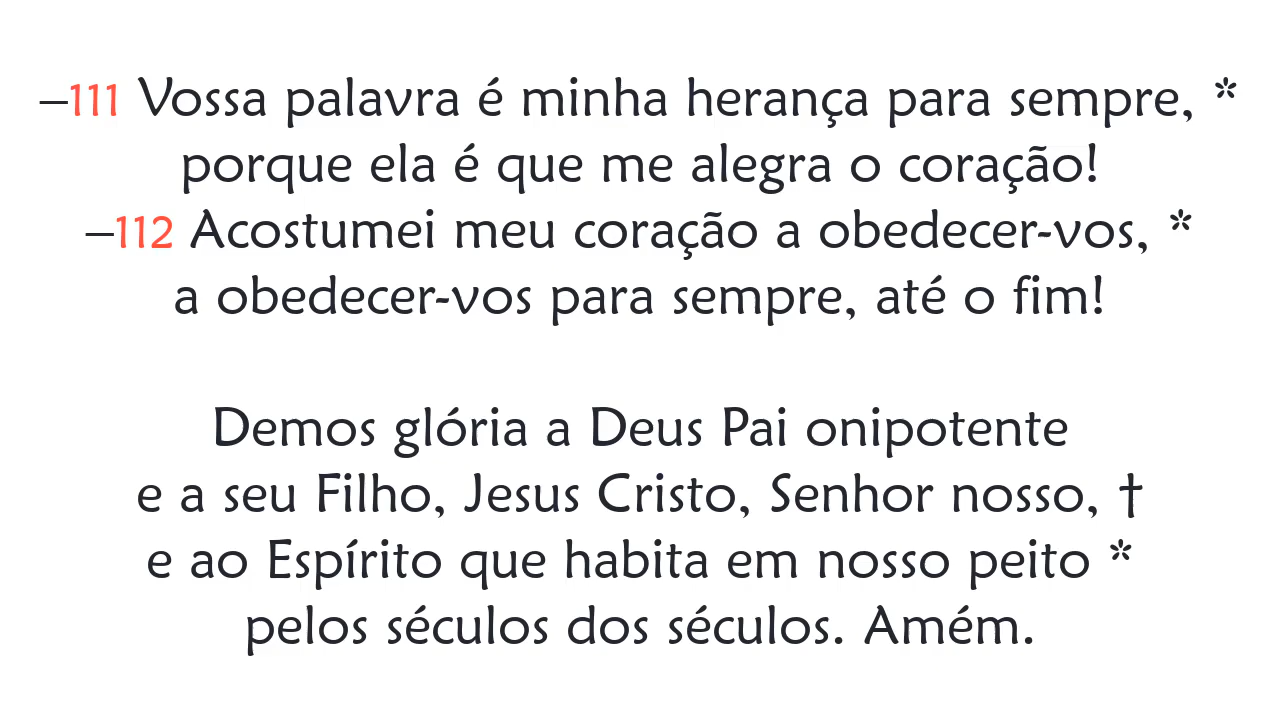 –111 Vossa palavra é minha herança para sempre, *
porque ela é que me alegra o coração!
–112 Acostumei meu coração a obedecer-vos, *
a obedecer-vos para sempre, até o fim!
Demos glória a Deus Pai onipotente
e a seu Filho, Jesus Cristo, Senhor nosso, †
e ao Espírito que habita em nosso peito *
pelos séculos dos séculos. Amém.